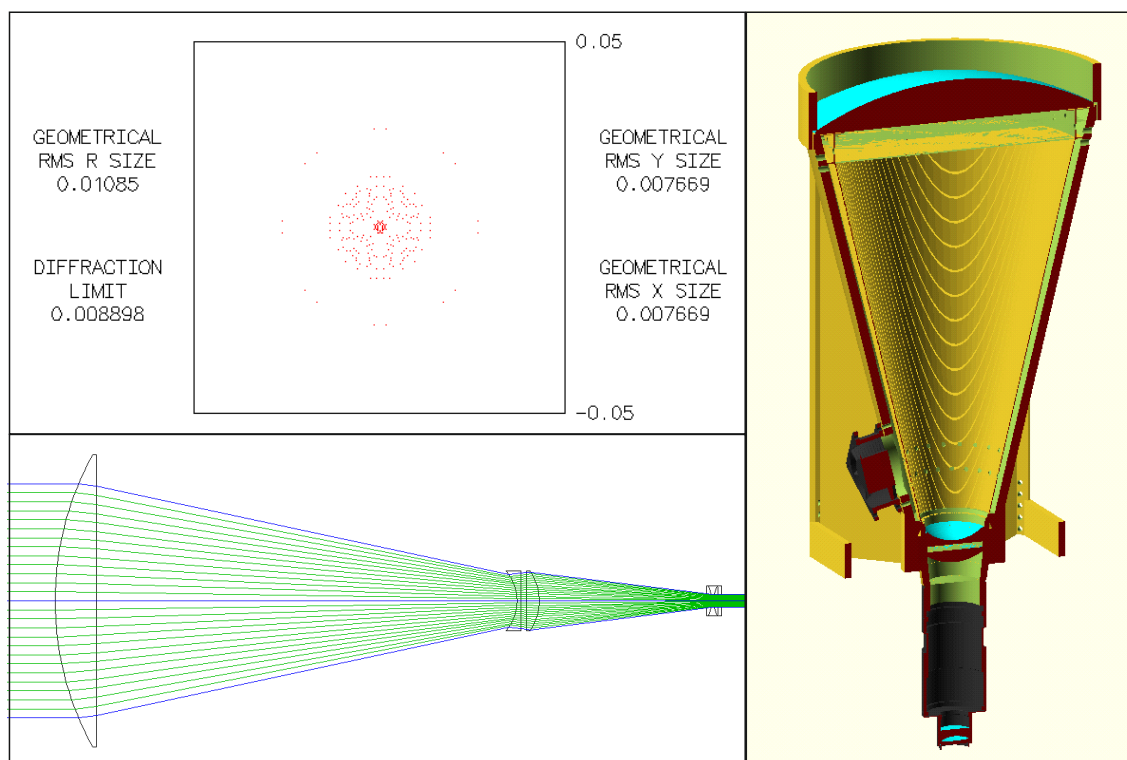 0.05
GEOMETRICAL
RMS R SIZE
0.01085
GEOMETRICAL
RMS Y SIZE
0.007669
DIFFRACTION
LIMIT
0.008898
GEOMETRICAL
RMS X SIZE
0.007669
-0.05